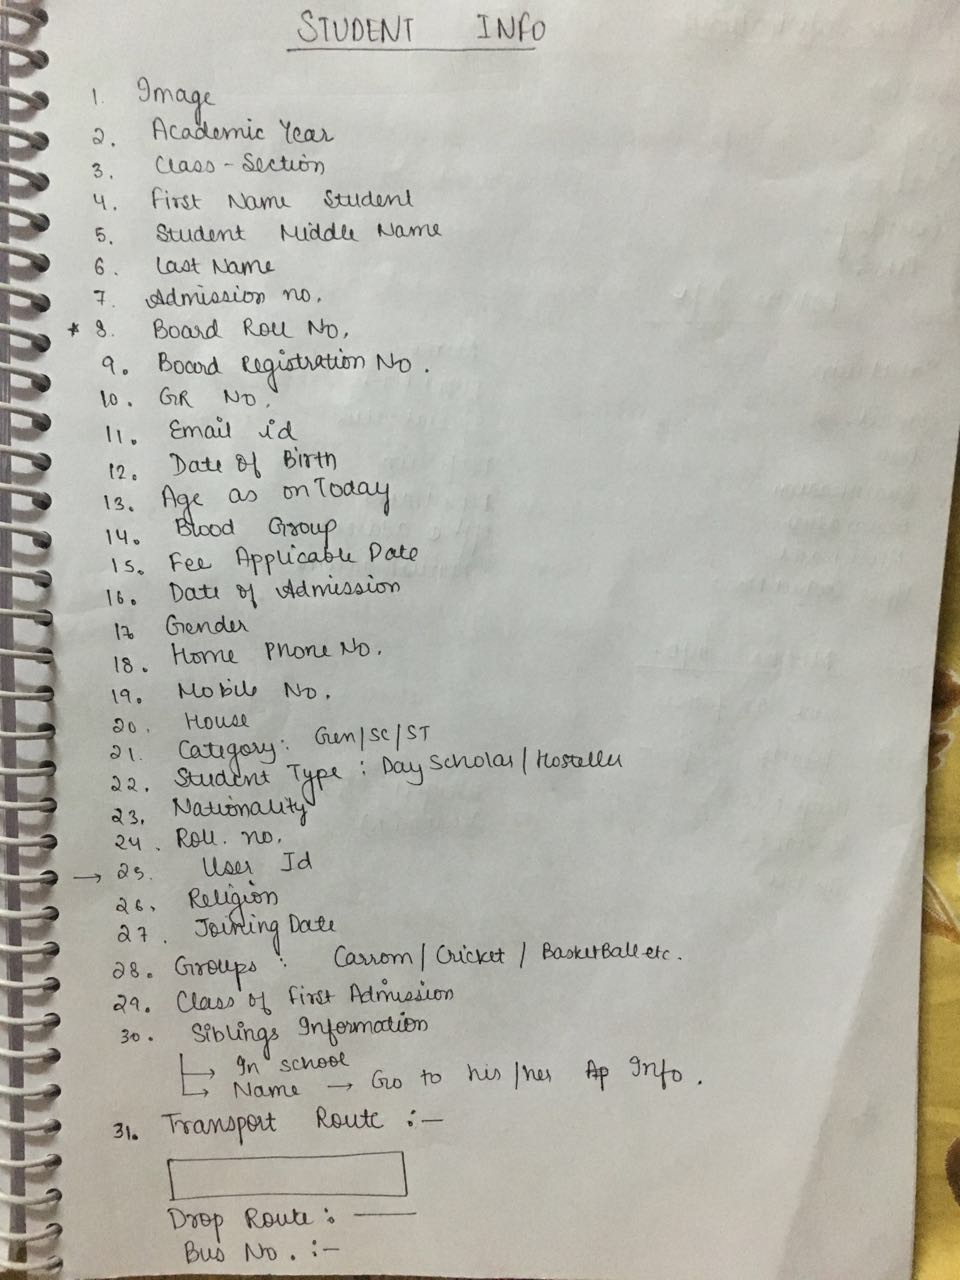 STUDENT INFO
1. Image
2. Academic Year
3. Class - Section
4. First Name Student
5. Student Middle Name
6. Last Name
7. Admission no.
* 8. Board Roll No.
9. Board Registration No.
10. GR No.
11. Email id
12. Date of Birth
13. Age as on Today
14. Blood Group
15. Fee Applicable Date
16. Date of Admission
17 Gender
18. Home Phone No.
19. Mobile No.
20. House
21. Category: Gen/SC/ST
22. Student Type : Day Scholar/Hosteller
23. Nationality
24. Roll. no.
→ 25. User Id
26. Religion
27. Joining Date
28. Groups : Carrom/Cricket/BasketBall etc.
29. Class of First Admission
30. Siblings Information
→ In school
→ Name → Go to his/her Info.
31. Transport Route :-
Drop Route : —
Bus No. :-